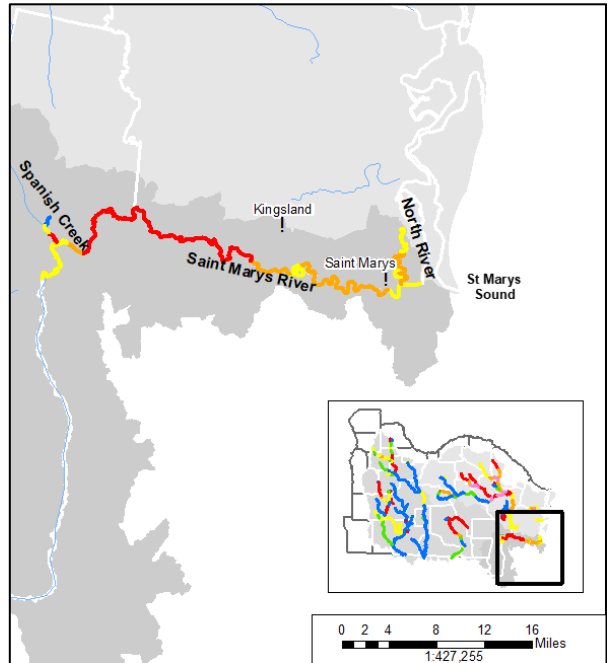 Spanish Creek
Kingsland
North River
Saint Marys River
Saint Marys
St Marys
Sound
0 2 4 8 12 16
Miles
1:427,255